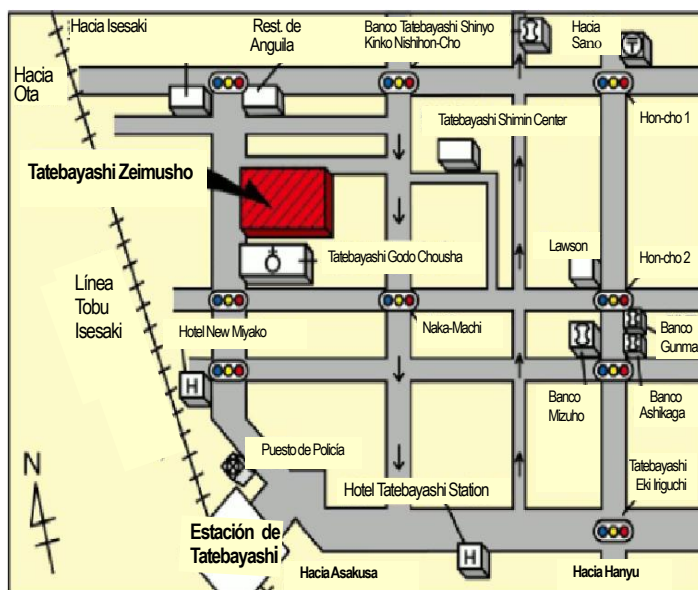 Hacia Isesaki
Rest. de
Anguila
Banco Tatebayashi Shinyo
Kinko Nishihon-Cho
Hacia
Sano
T
Hacia
Ota
Hon-cho 1
Tatebayashi Shimin Center
Tatebayashi Zeimusho
Tatebayashi Godo Chousha
Lawson
Hon-cho 2
Línea
Tobu
Isesaki
Hotel New Miyako
Naka-Machi
Banco
Gunma
H
Banco
Mizuho
Banco
Ashikaga
Puesto de Policía
N
Hotel Tatebayashi Station
Tatebayashi
Eki Iriguchi
Estación de
Tatebayashi
H
Hacia Asakusa
Hacia Hanyu